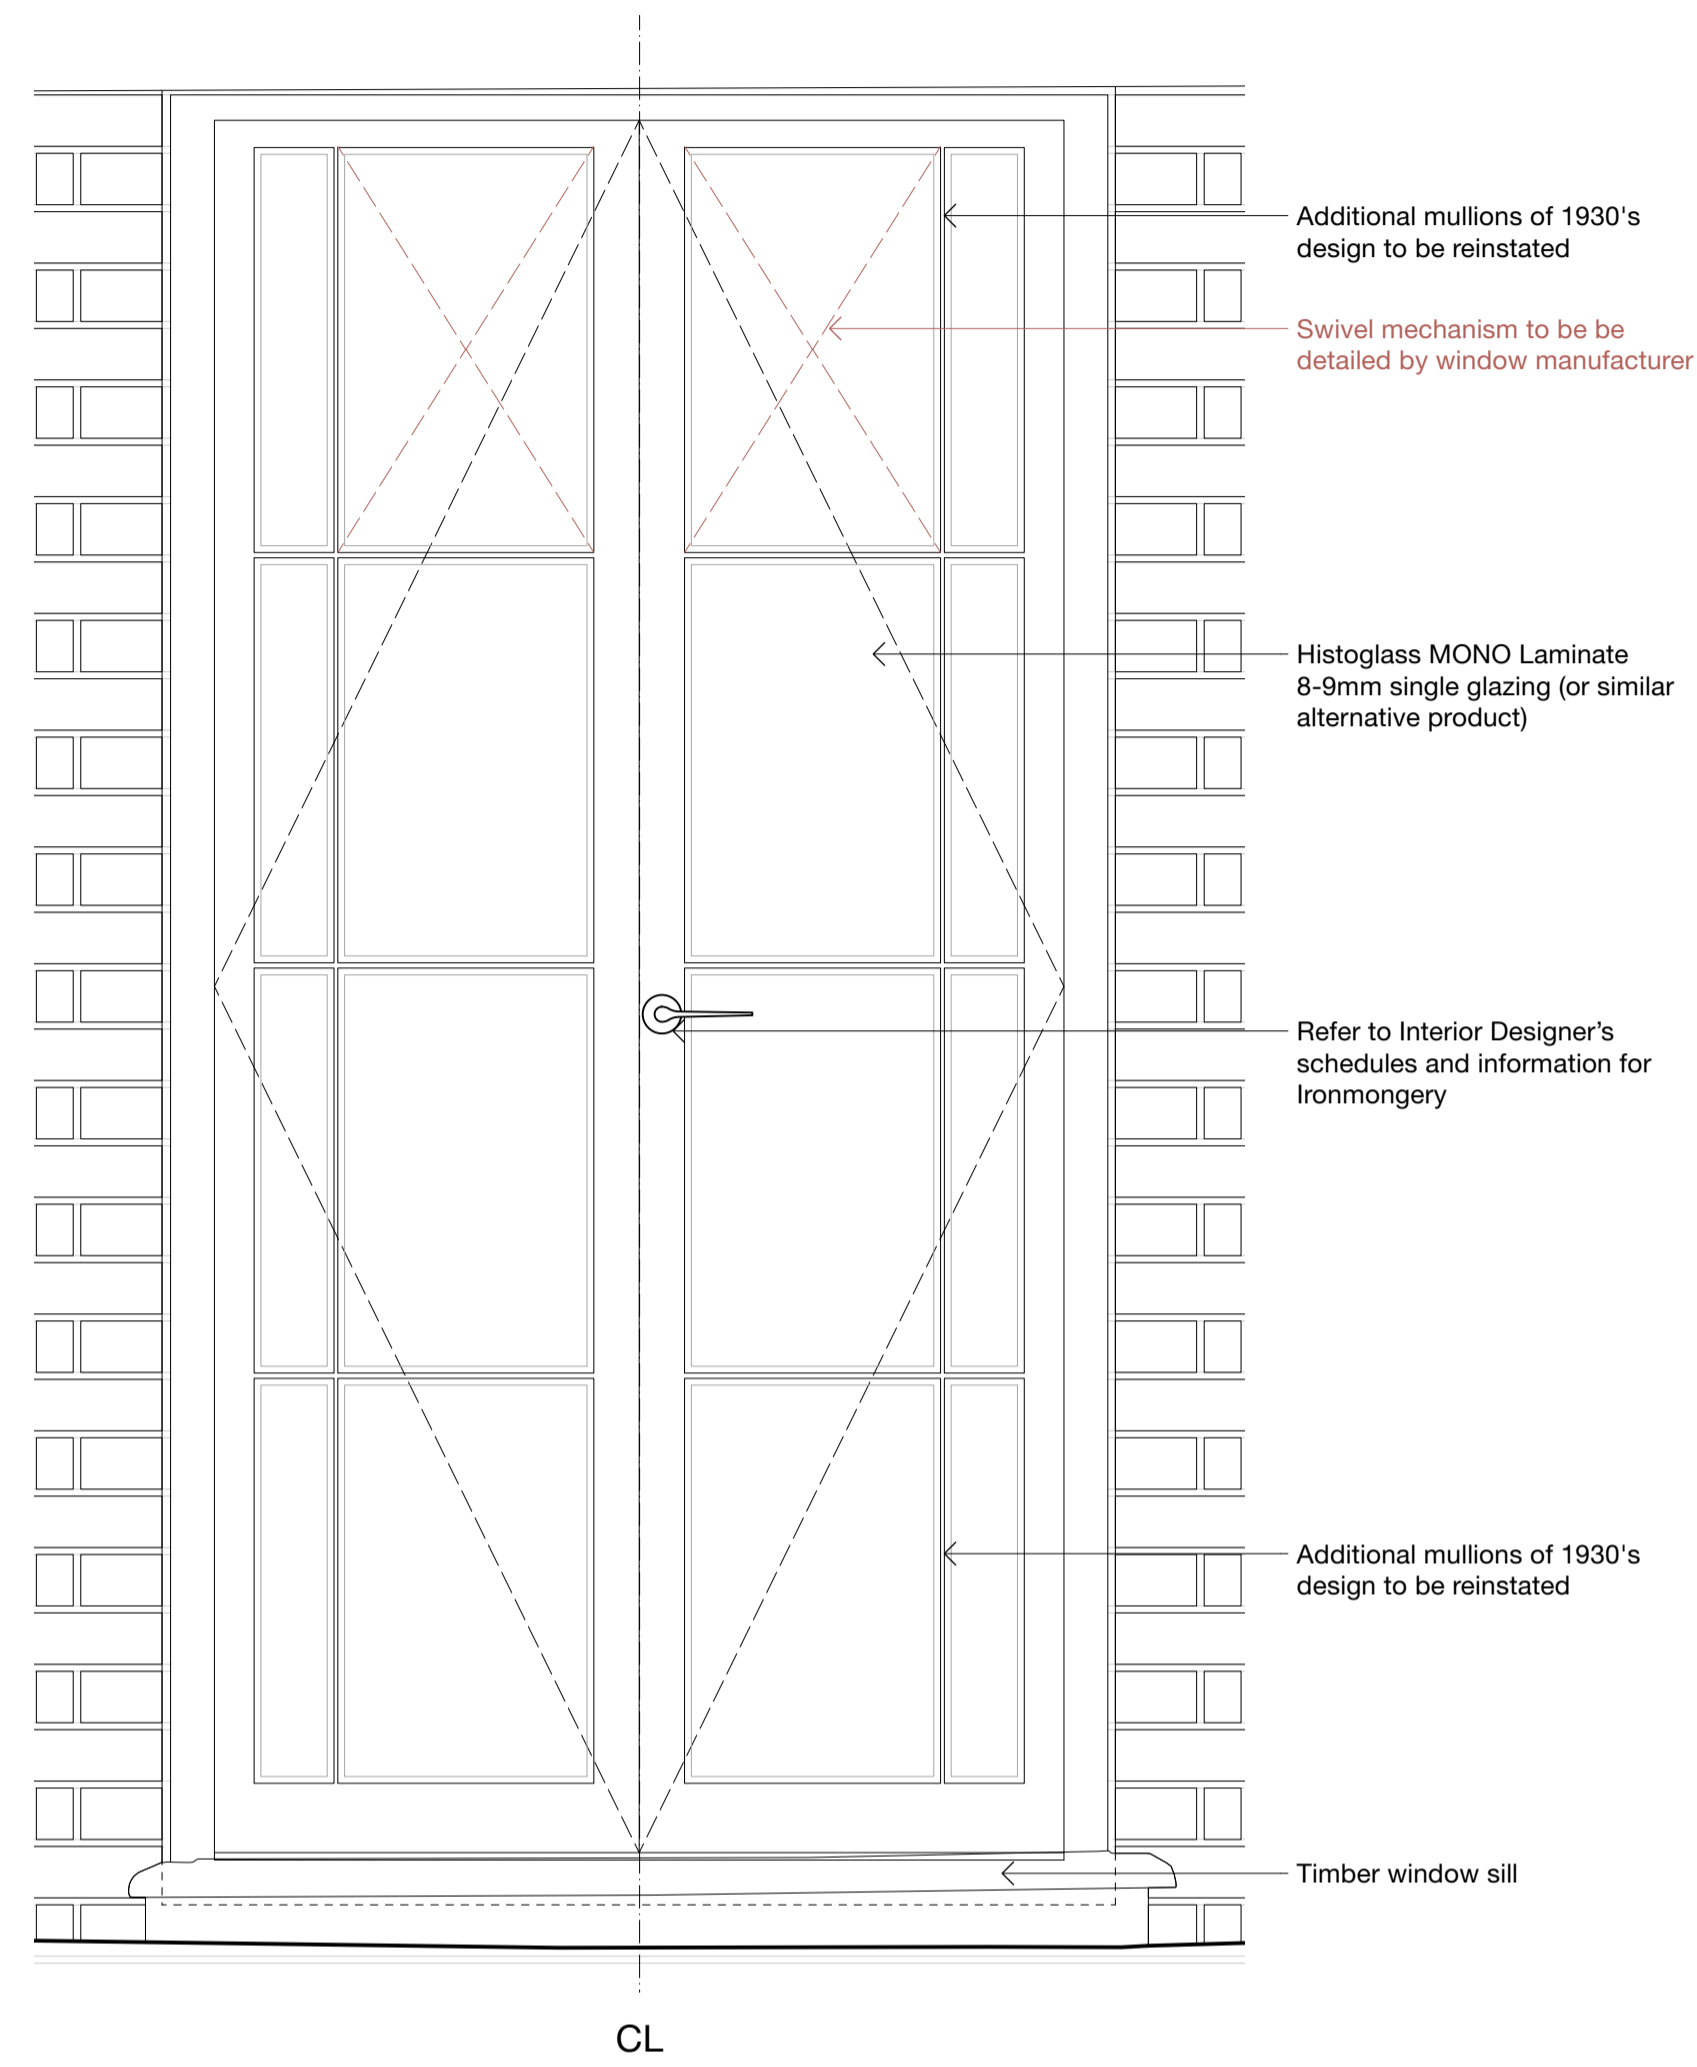 Additional mullions of 1930's
design to be reinstated
Swivel mechanism to be be
detailed by window manufacturer
Histoglass MONO Laminate
8-9mm single glazing (or similar
alternative product)
Refer to Interior Designer’s
schedules and information for
Ironmongery
Additional mullions of 1930's
design to be reinstated
Timber window sill
CL